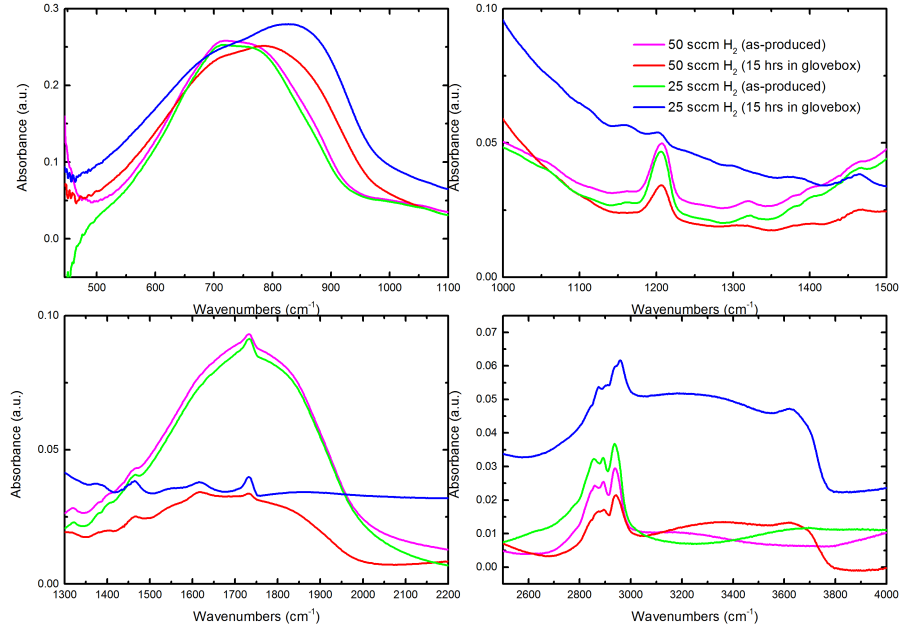 0.3
0.2
0.1
0.0
Absorbance (a.u.)
500 600 700 800 900 1000 1100
Wavenumbers (cm⁻¹)
0.10
0.05
0.00
Absorbance (a.u.)
50 sccm H₂ (as-produced)
50 sccm H₂ (15 hrs in glovebox)
25 sccm H₂ (as-produced)
25 sccm H₂ (15 hrs in glovebox)
1000 1100 1200 1300 1400 1500
Wavenumbers (cm⁻¹)
0.10
0.05
0.00
Absorbance (a.u.)
1300 1400 1500 1600 1700 1800 1900 2000 2100 2200
Wavenumbers (cm⁻¹)
0.07
0.06
0.05
0.04
0.03
0.02
0.01
0.00
Absorbance (a.u.)
2600 2800 3000 3200 3400 3600 3800 4000
Wavenumbers (cm⁻¹)